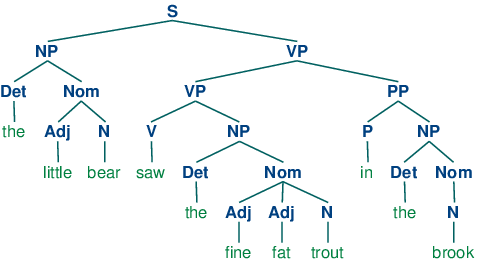 S
NP VP
Det Nom VP PP
the Adj N V NP P NP
little bear saw Det Nom in Det Nom
the Adj Adj N the N
fine fat trout brook